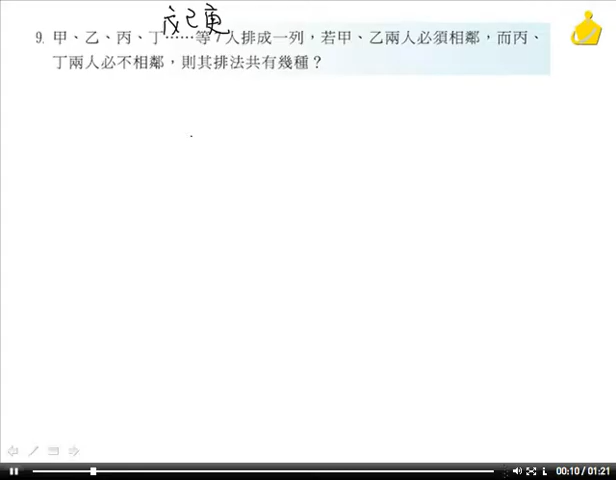 戊己更
9. 甲、乙、丙、丁……等7人排成一列，若甲、乙兩人必須相鄰，而丙、
丁兩人必不相鄰，則其排法共有幾種？
00:10 / 01:21